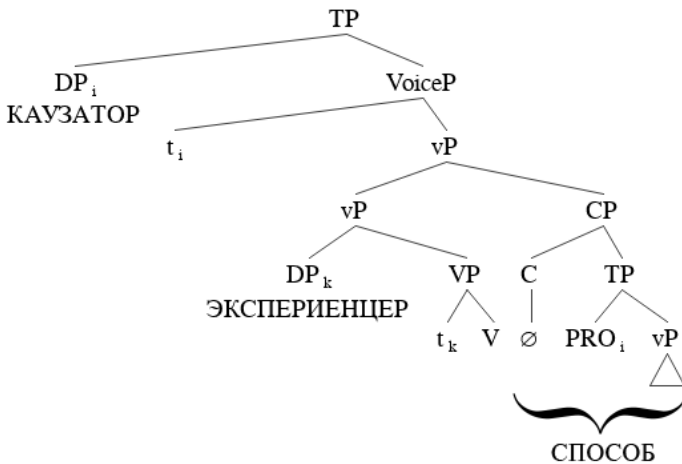 TP
DP i VoiceP
КАУЗАТОР
t i vP
vP CP
DP k VP C TP
ЭКСПЕРИЕНЦЕР
t k V ∅ PRO i vP
СПОСОБ